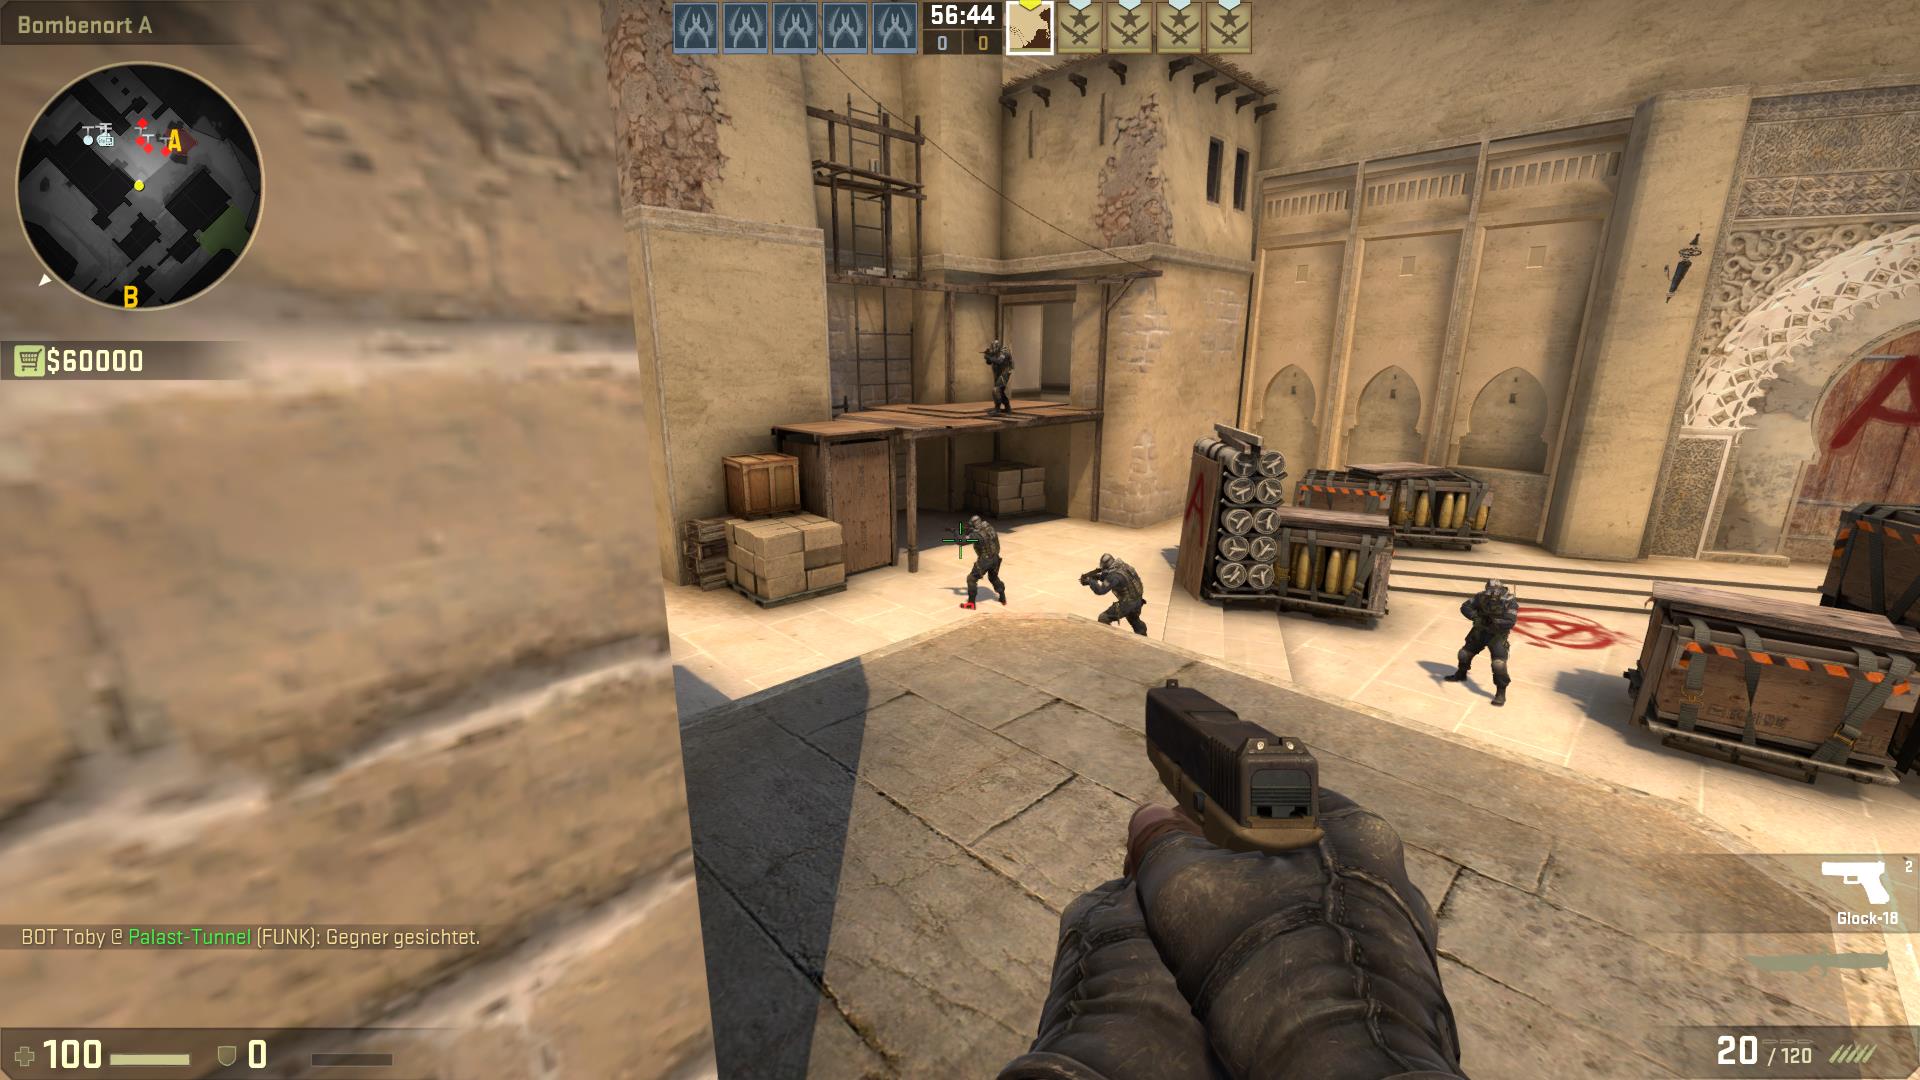 Bombenort A
56:44
0 0
A
B
$60000
A
A
BOT Toby @ Palast-Tunnel (FUNK): Gegner gesichtet.
2
Glock-18
3
100
0
20 / 120